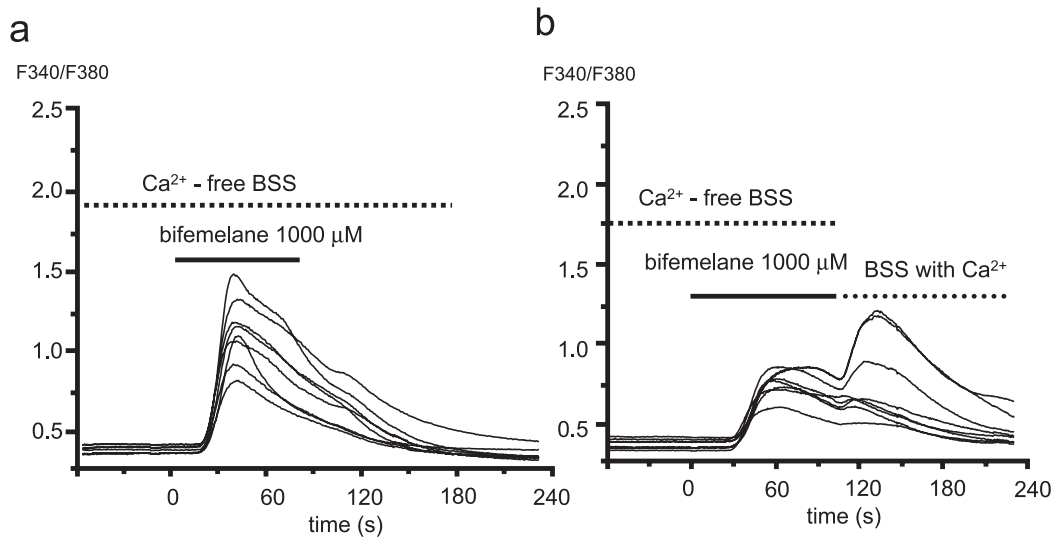 a
F340/F380
2.5
2.0
1.5
1.0
0.5
Ca²⁺ - free BSS
bifemelane 1000 µM
0 60 120 180 240
time (s)
b
F340/F380
2.5
2.0
1.5
1.0
0.5
Ca²⁺ - free BSS
bifemelane 1000 µM
BSS with Ca²⁺
0 60 120 180 240
time (s)